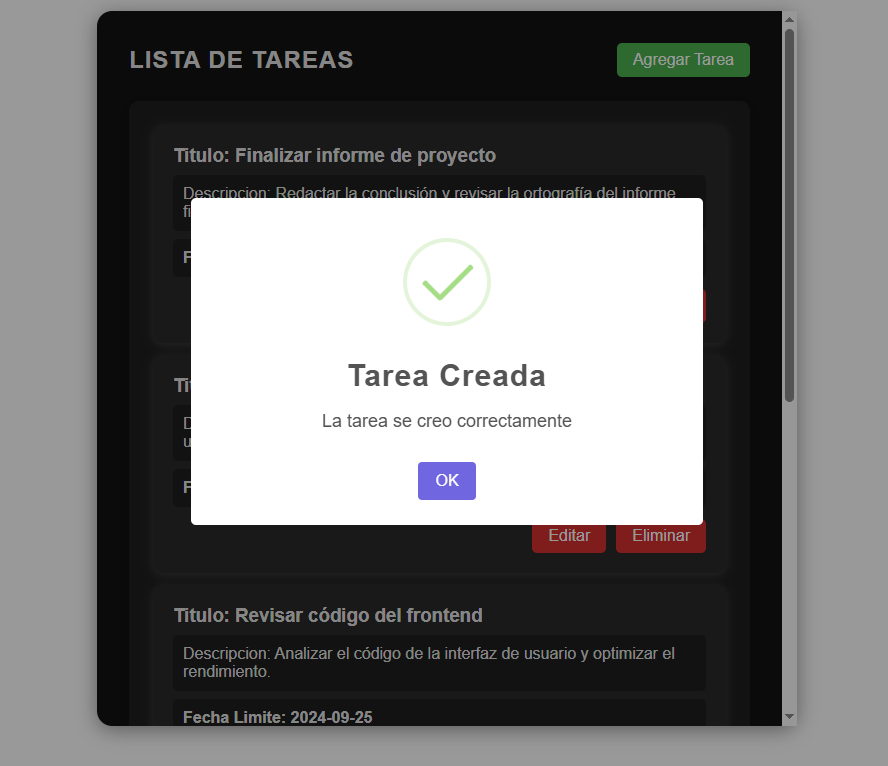 LISTA DE TAREAS
Agregar Tarea
Titulo: Finalizar informe de proyecto
Descripcion: Redactar la conclusión y revisar la ortografía del informe
Tarea Creada
La tarea se creo correctamente
OK
Editar
Eliminar
Titulo: Revisar código del frontend
Descripcion: Analizar el código de la interfaz de usuario y optimizar el
rendimiento.
Fecha Limite: 2024-09-25